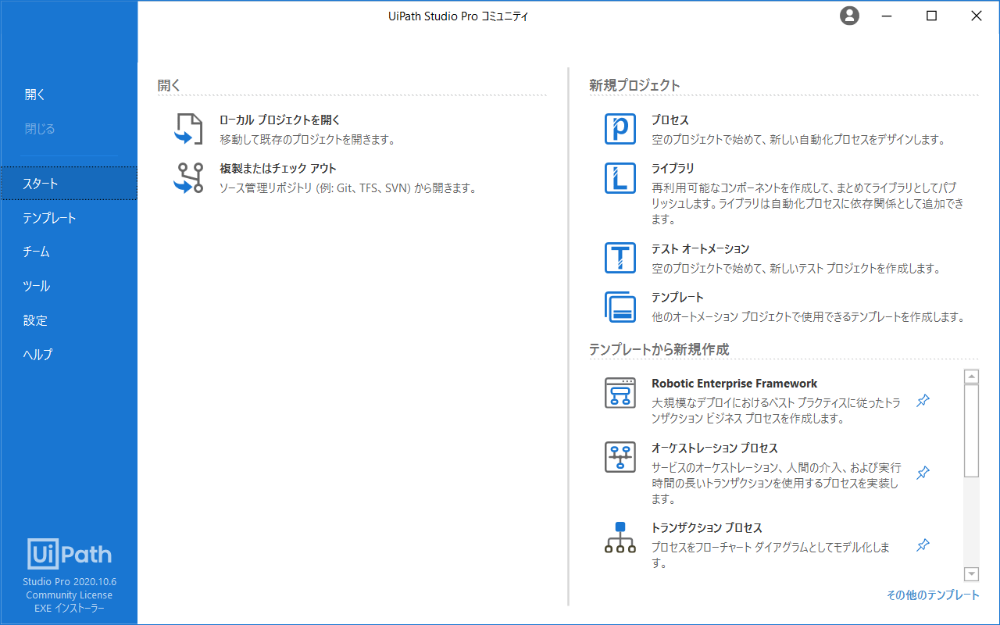 UiPath Studio Pro コミュニティ
開く
閉じる
スタート
テンプレート
チーム
ツール
設定
ヘルプ
UiPath
Studio Pro 2020.10.6
Community License
EXE インストーラー
開く
ローカル プロジェクトを開く
移動して既存のプロジェクトを開きます。
複製またはチェック アウト
ソース管理リポジトリ (例: Git、TFS、SVN) から開きます。
新規プロジェクト
プロセス
空のプロジェクトで始めて、新しい自動化プロセスをデザインします。
ライブラリ
再利用可能なコンポーネントを作成して、まとめてライブラリとしてパブ
リッシュします。ライブラリは自動化プロセスに依存関係として追加でき
ます。
テスト オートメーション
空のプロジェクトで始めて、新しいテスト プロジェクトを作成します。
テンプレート
他のオートメーション プロジェクトで使用できるテンプレートを作成します。
テンプレートから新規作成
Robotic Enterprise Framework
大規模なデプロイにおけるベスト プラクティスに従ったトラ
ンザクション ビジネス プロセスを作成します。
オーケストレーション プロセス
サービスのオーケストレーション、人間の介入、および実行
時間の長いトランザクションを使用するプロセスを実装し
ます。
トランザクション プロセス
プロセスをフローチャート ダイアグラムとしてモデル化しま
す。
その他のテンプレート